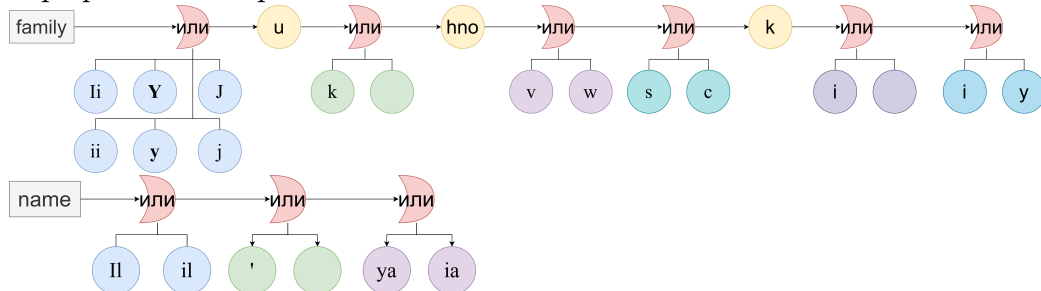 family или u или hno или или k или или
Ii Y J k v w s c i i y
ii y j
name или или или
Il il ' ya ia